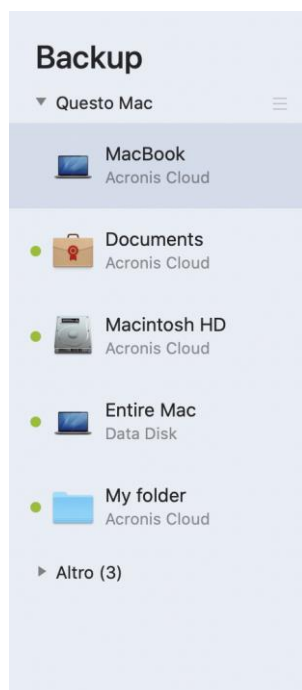 Backup
Questo Mac
MacBook
Acronis Cloud
Documents
Acronis Cloud
Macintosh HD
Acronis Cloud
Entire Mac
Data Disk
My folder
Acronis Cloud
Altro (3)